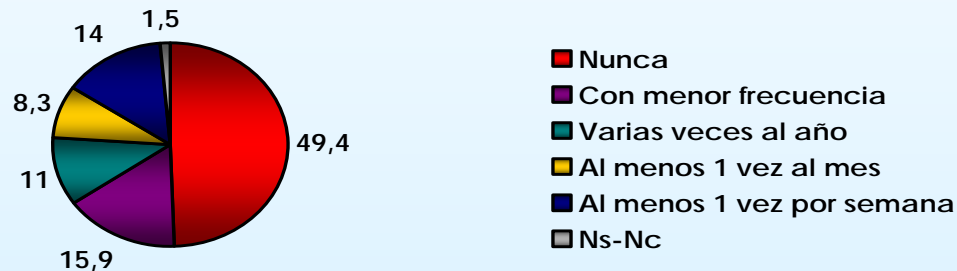 1,5
14
8,3
11
15,9
49,4
Nunca
Con menor frecuencia
Varias veces al año
Al menos 1 vez al mes
Al menos 1 vez por semana
Ns-Nc